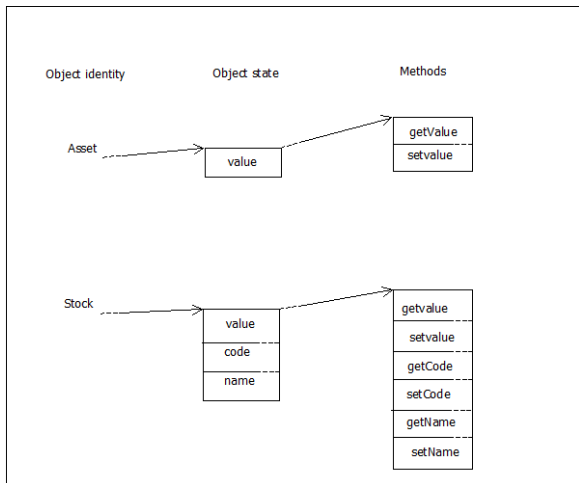 Object identity
Object state
Methods
Asset
value
getValue
setvalue
Stock
value
code
name
getvalue
setvalue
getCode
setCode
getName
setName